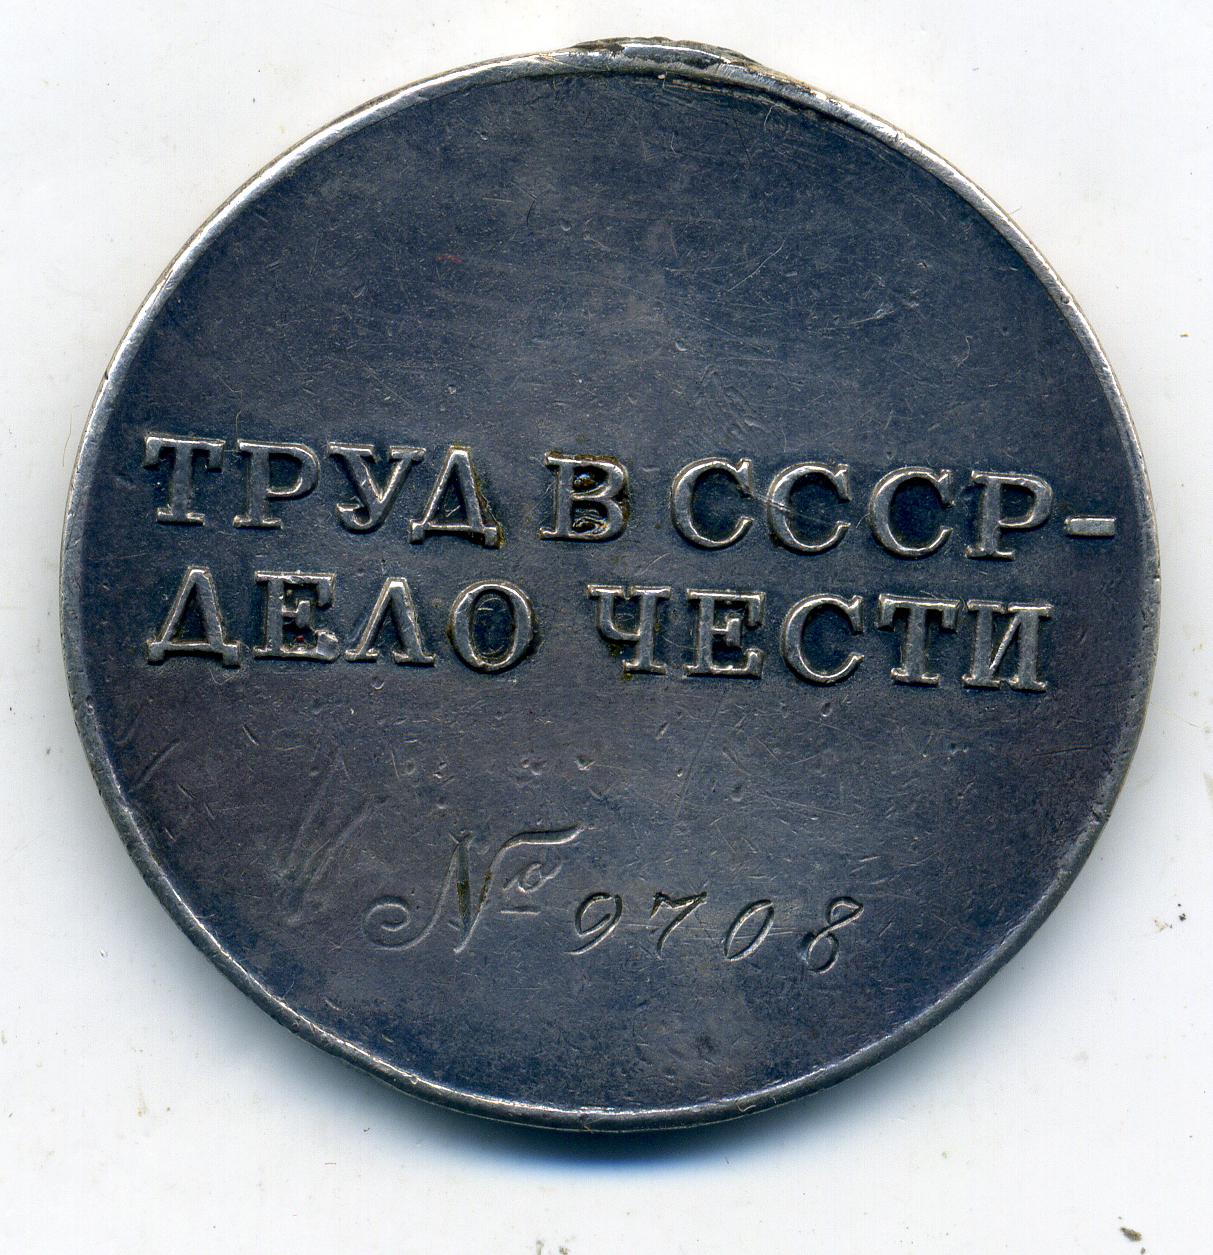 ТРУД В СССР-
ДЕЛО ЧЕСТИ
№ 9708